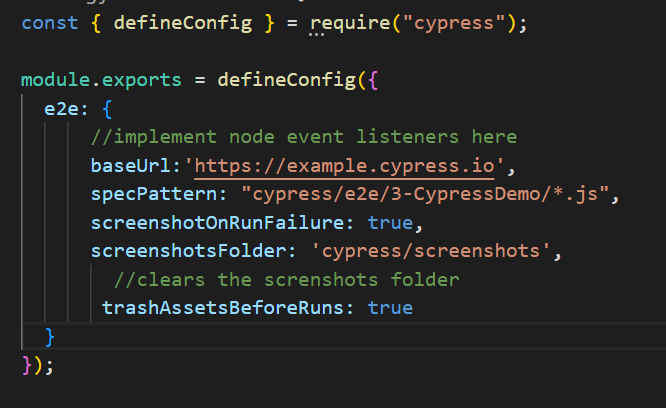 const { defineConfig } = require("cypress");
module.exports = defineConfig({
e2e: {
//implement node event listeners here
baseUrl:'https://example.cypress.io',
specPattern: "cypress/e2e/3-CypressDemo/*.js",
screenshotOnRunFailure: true,
screenshotsFolder: 'cypress/screenshots',
//clears the screnshots folder
trashAssetsBeforeRuns: true
}
});